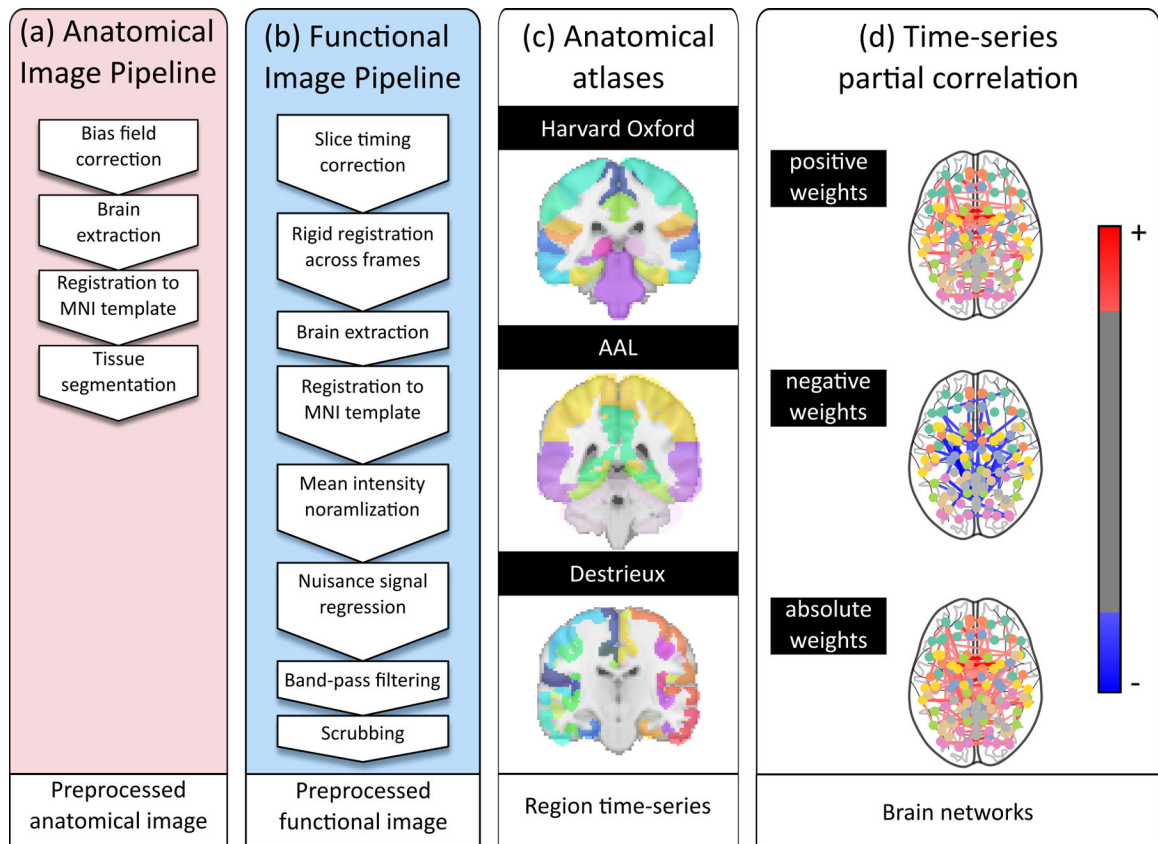 (a) Anatomical
Image Pipeline
Bias field
correction
Brain
extraction
Registration to
MNI template
Tissue
segmentation
Preprocessed
anatomical image
(b) Functional
Image Pipeline
Slice timing
correction
Rigid registration
across frames
Brain extraction
Registration to
MNI template
Mean intensity
noramlization
Nuisance signal
regression
Band-pass filtering
Scrubbing
Preprocessed
functional image
(c) Anatomical
atlases
Harvard Oxford
AAL
Destrieux
Region time-series
(d) Time-series
partial correlation
positive
weights
negative
weights
absolute
weights
+
-
Brain networks